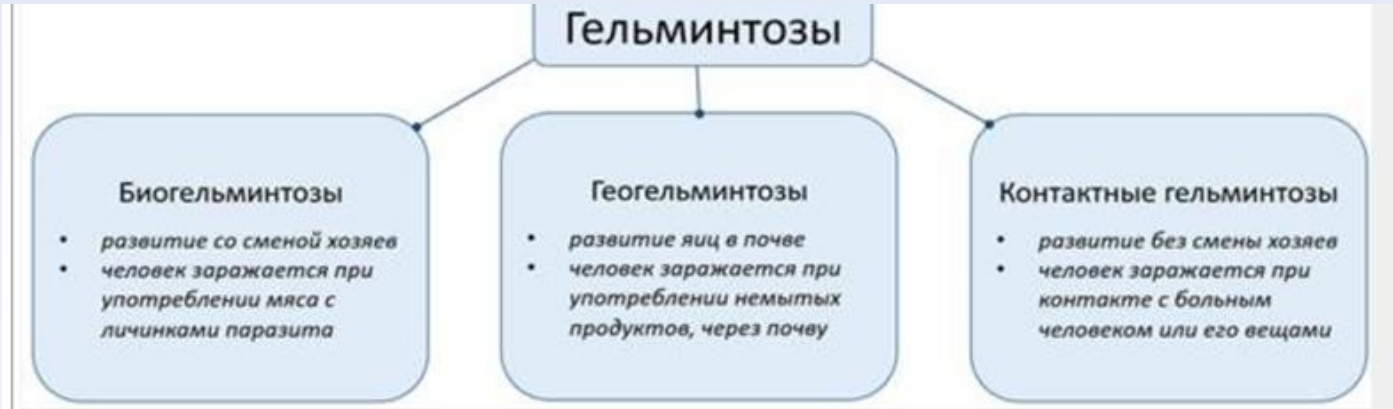 Гельминтозы
Биогельминтозы
• развитие со сменой хозяев
• человек заражается при
употреблении мяса с
личинками паразита
Геогельминтозы
• развитие яиц в почве
• человек заражается при
употреблении немытых
продуктов, через почву
Контактные гельминтозы
• развитие без смены хозяев
• человек заражается при
контакте с больным
человеком или его вещами